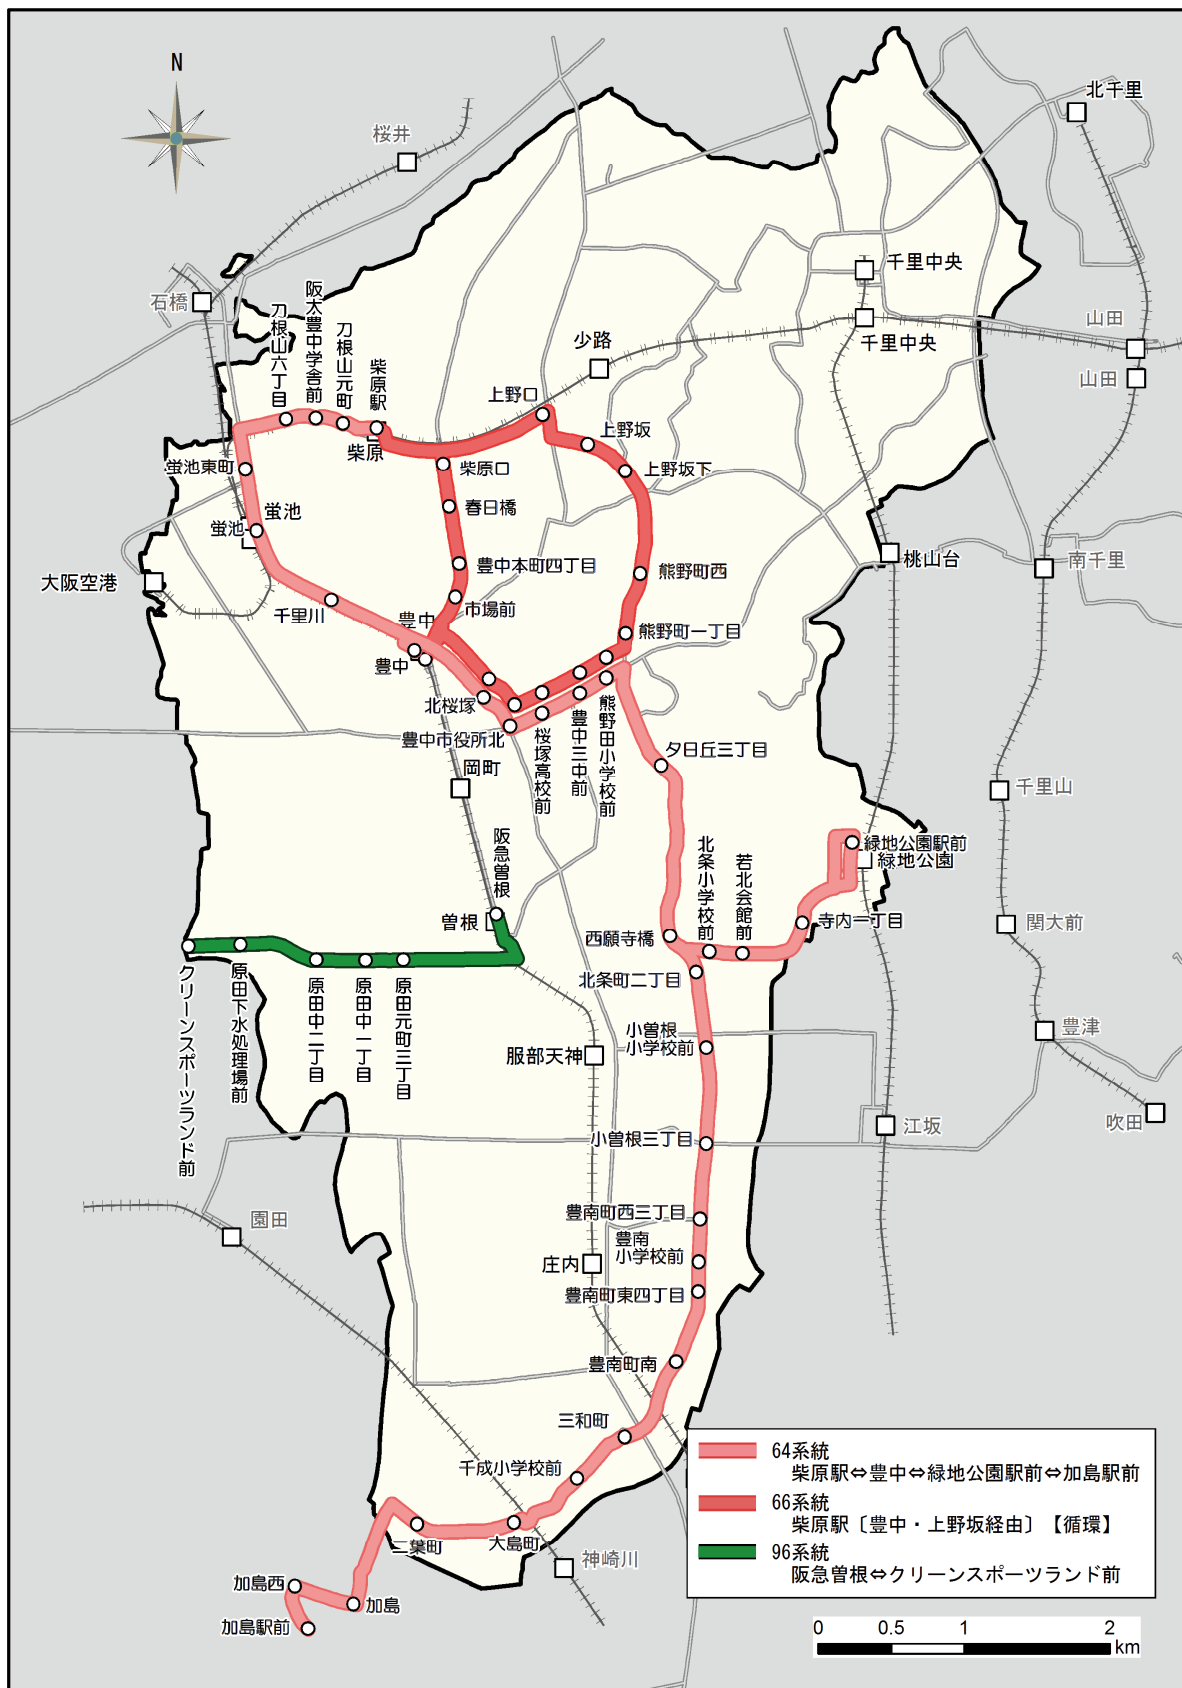 N
北千里
桜井
千里中央
石橋
阪大豊中学舎前
刀根山六丁目
刀根山元町
柴原駅
少路
千里中央
山田
山田
上野口
上野坂
柴原
蛍池東町
柴原口
上野坂下
春日橋
蛍池
蛍池
豊中本町四丁目
桃山台
南千里
大阪空港
熊野町西
千里川
市場前
豊中
熊野町一丁目
豊中
北桜塚
豊中市役所北
桜塚高校前
豊中三中前
熊野田小学校前
夕日丘三丁目
岡町
千里山
阪急曽根
北条小学校前
若北会館前
緑地公園駅前
緑地公園
曽根
西願寺橋
寺内一丁目
関大前
クリーンスポーツランド前
原田下水処理場前
原田中二丁目
原田中一丁目
原田元町三丁目
北条町二丁目
小曽根
小学校前
服部天神
豊津
吹田
江坂
小曽根三丁目
園田
豊南町西三丁目
豊南
小学校前
庄内
豊南町東四丁目
豊南町南
三和町
千成小学校前
二葉町
大島町
神崎川
加島西
加島
加島駅前
64系統
柴原駅⇔豊中⇔緑地公園駅前⇔加島駅前
66系統
柴原駅〔豊中・上野坂経由〕【循環】
96系統
阪急曽根⇔クリーンスポーツランド前
0 0.5 1 2
km